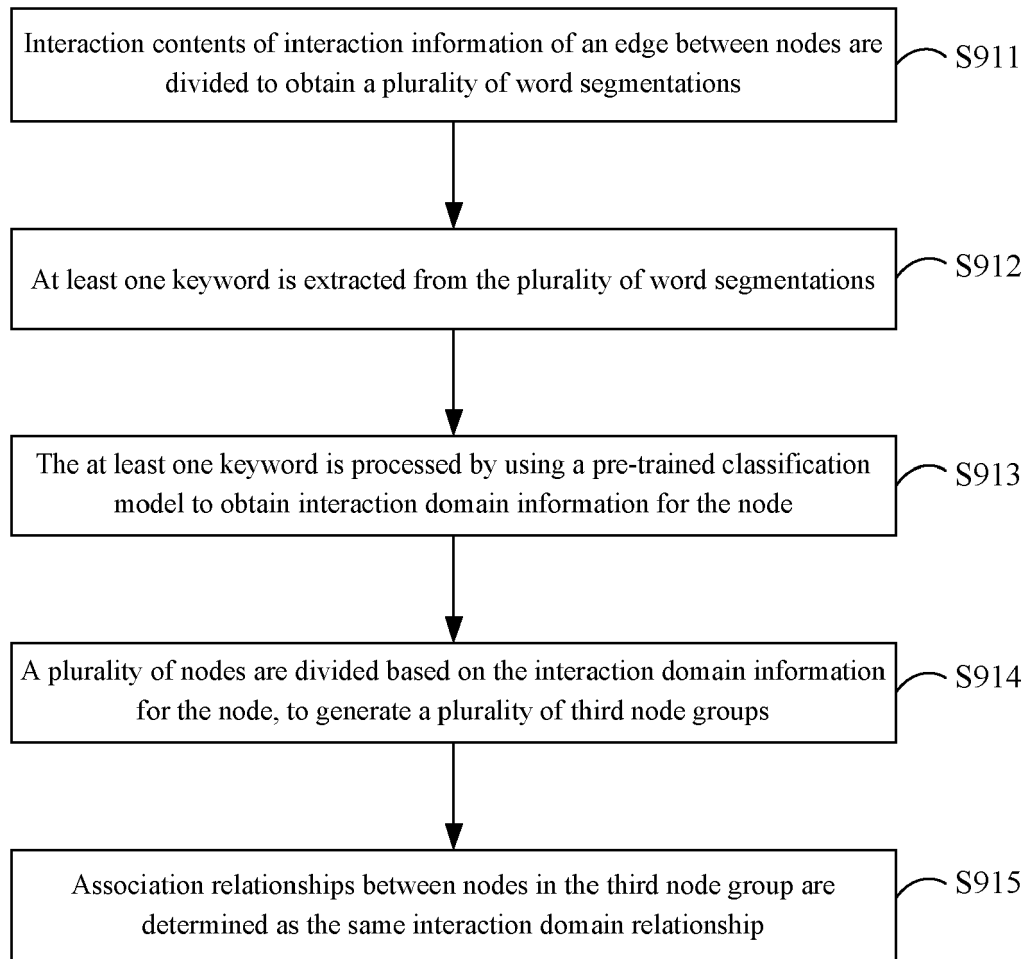 Interaction contents of interaction information of an edge between nodes are
divided to obtain a plurality of word segmentations
S911
At least one keyword is extracted from the plurality of word segmentations
S912
The at least one keyword is processed by using a pre-trained classification
model to obtain interaction domain information for the node
S913
A plurality of nodes are divided based on the interaction domain information
for the node, to generate a plurality of third node groups
S914
Association relationships between nodes in the third node group are
determined as the same interaction domain relationship
S915